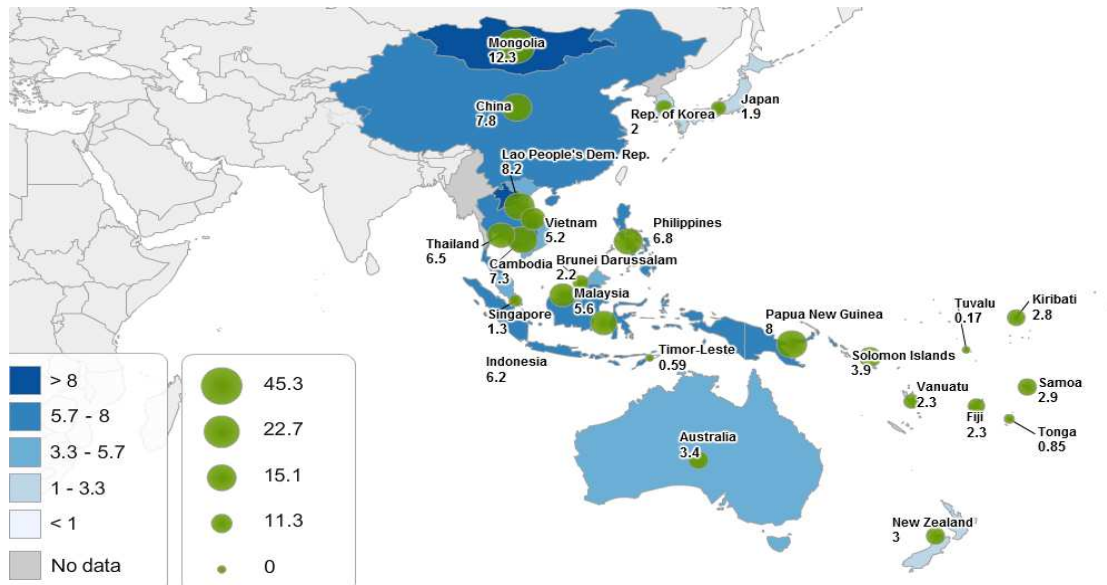 Mongolia
12.3
China
7.8
Japan
1.9
Rep. of Korea
2
Lao People's Dem. Rep.
8.2
Vietnam
5.2
Philippines
6.8
Thailand
6.5
Cambodia
7.3
Brunei Darussalam
2.2
Malaysia
5.6
Singapore
1.3
Indonesia
6.2
Timor-Leste
0.59
Papua New Guinea
8
Solomon Islands
3.9
Tuvalu
0.17
Kiribati
2.8
Vanuatu
2.3
Fiji
2.3
Samoa
2.9
Tonga
0.85
Australia
3.4
New Zealand
3
> 8
5.7 - 8
3.3 - 5.7
1 - 3.3
< 1
No data
45.3
22.7
15.1
11.3
0